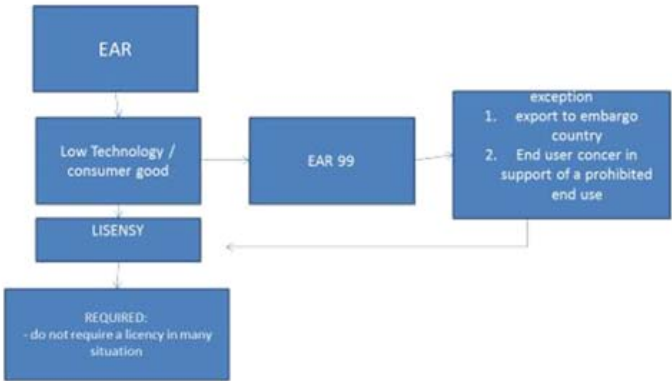 EAR
Low Technology /
consumer good
EAR 99
exception
1. export to embargo
country
2. End user concer in
support of a prohibited
end use
LISENSY
REQUIRED:
- do not require a licency in many
situation